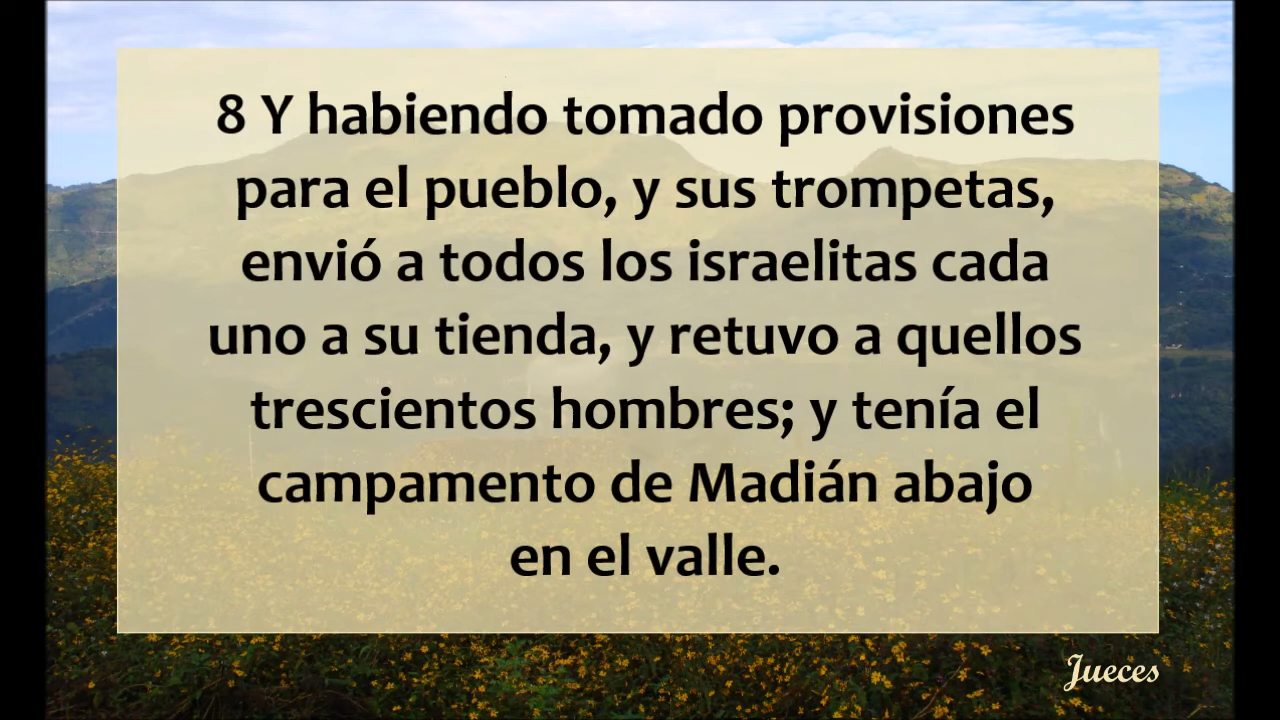 8 Y habiendo tomado provisiones
para el pueblo, y sus trompetas,
envió a todos los israelitas cada
uno a su tienda, y retuvo a quellos
trescientos hombres; y tenía el
campamento de Madián abajo
en el valle.
Jueces